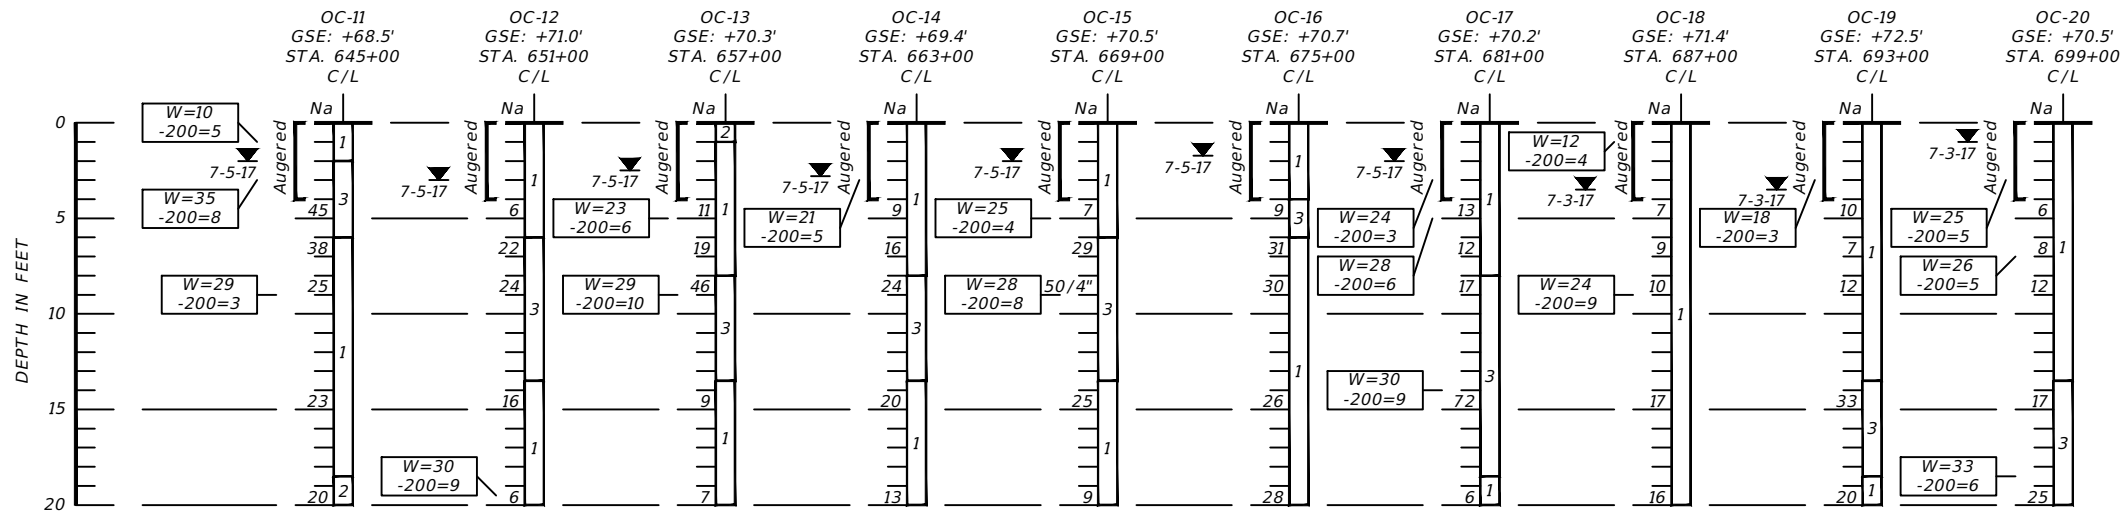 OC-11
GSE: +68.5'
STA. 645+00
C/L
OC-12
GSE: +71.0'
STA. 651+00
C/L
OC-13
GSE: +70.3'
STA. 657+00
C/L
OC-14
GSE: +69.4'
STA. 663+00
C/L
OC-15
GSE: +70.5'
STA. 669+00
C/L
OC-16
GSE: +70.7'
STA. 675+00
C/L
OC-17
GSE: +70.2'
STA. 681+00
C/L
OC-18
GSE: +71.4'
STA. 687+00
C/L
OC-19
GSE: +72.5'
STA. 693+00
C/L
OC-20
GSE: +70.5'
STA. 699+00
C/L
DEPTH IN FEET
0
5
10
15
20
W=10
-200=5
7-5-17
W=35
-200=8
W=29
-200=3
Augered
Na
1
3
45
38
25
1
23
20
2
7-5-17
W=30
-200=9
Augered
Na
1
6
22
24
3
16
1
6
7-5-17
W=23
-200=6
W=29
-200=10
Augered
Na
2
1
11
19
46
3
9
1
7
7-5-17
W=21
-200=5
Augered
Na
1
9
16
24
3
20
1
13
7-5-17
W=25
-200=4
W=28
-200=8
Augered
Na
1
7
29
50/4"
3
25
1
9
7-5-17
Augered
Na
1
9
3
31
30
1
26
28
7-5-17
W=24
-200=3
W=28
-200=6
W=30
-200=9
Augered
Na
1
13
12
17
3
72
6
1
W=12
-200=4
7-3-17
W=24
-200=9
Augered
Na
7
9
10
1
17
16
7-3-17
W=18
-200=3
Augered
Na
10
7
1
12
33
3
20
1
7-3-17
W=25
-200=5
W=26
-200=5
W=33
-200=6
Augered
Na
6
8
1
12
17
3
25